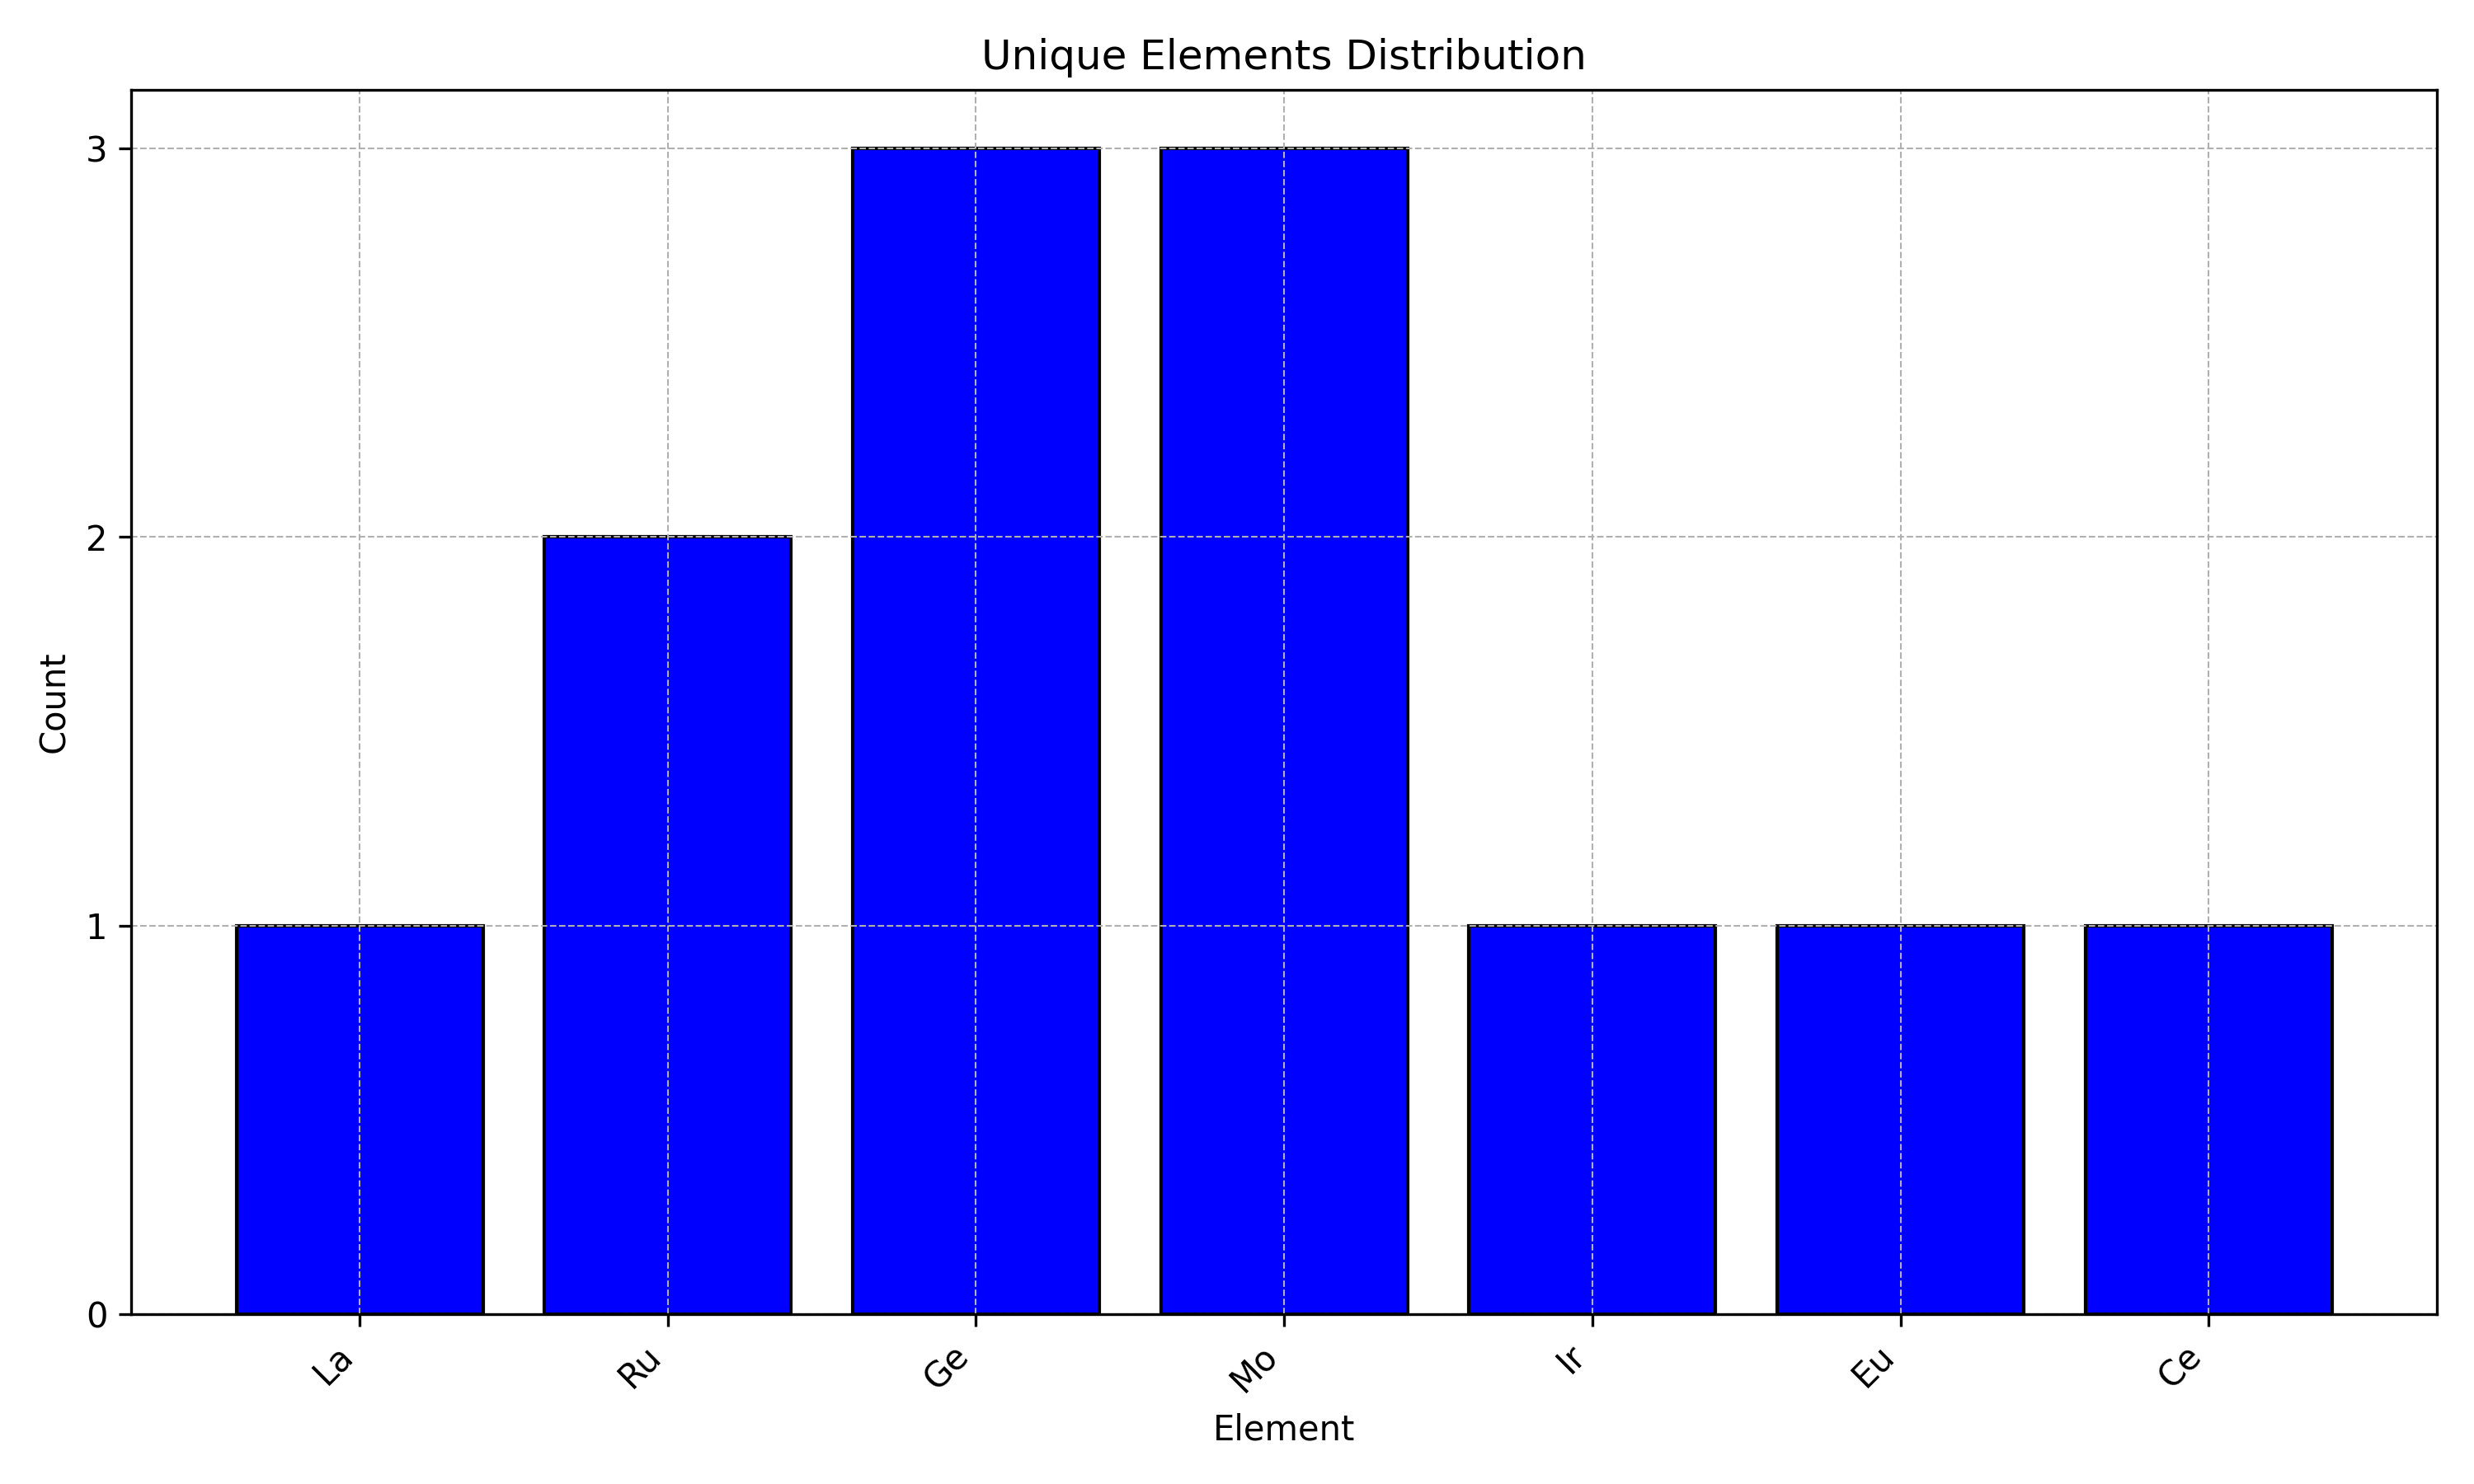 Unique Elements Distribution
3
2
1
0
Count
La
Ru
Ge
Mo
Ir
Eu
Ce
Element